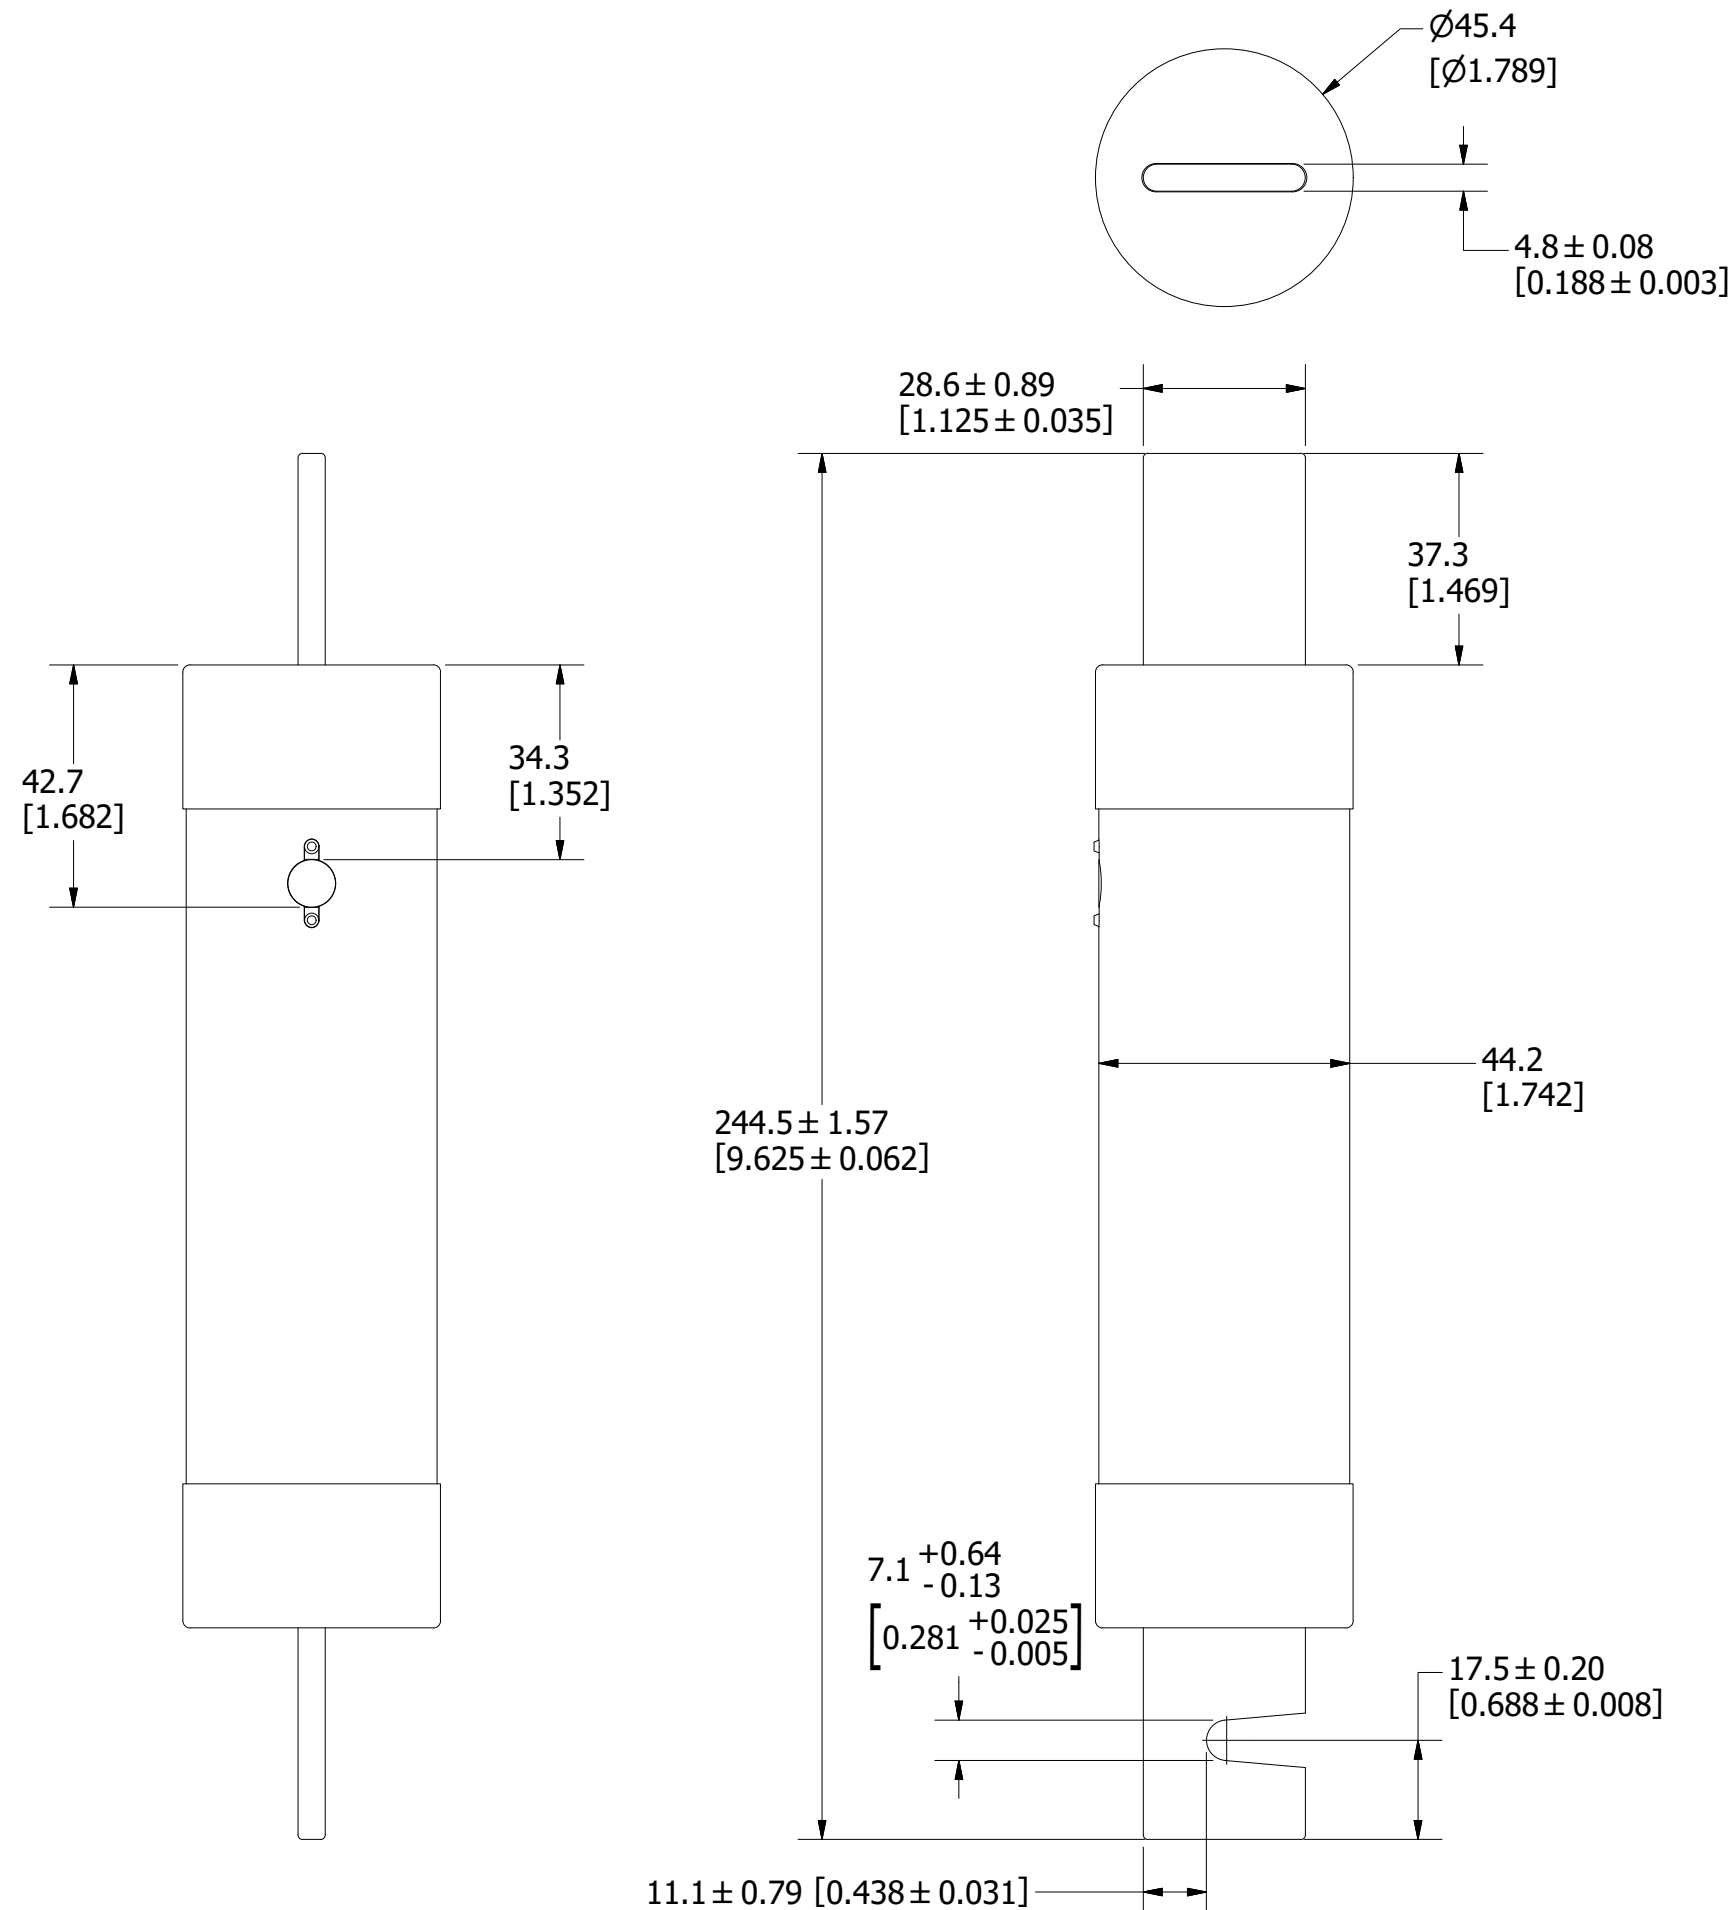 Ø45.4
[Ø1.789]
4.8 ± 0.08
[0.188 ± 0.003]
28.6 ± 0.89
[1.125 ± 0.035]
37.3
[1.469]
42.7
[1.682]
34.3
[1.352]
44.2
[1.742]
244.5 ± 1.57
[9.625 ± 0.062]
7.1 +0.64
-0.13
[0.281 +0.025
-0.005]
17.5 ± 0.20
[0.688 ± 0.008]
11.1 ± 0.79 [0.438 ± 0.031]